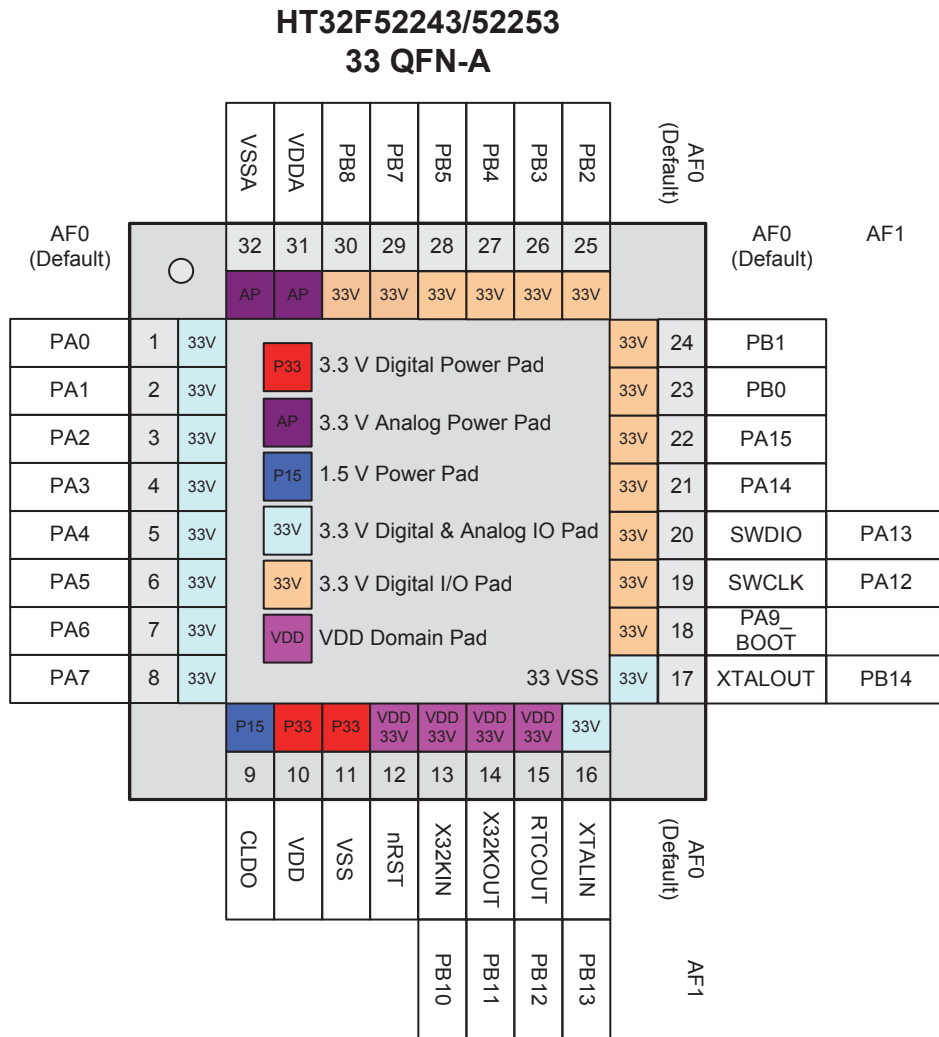 HT32F52243/52253
33 QFN-A
VSSA
VDDA
PB8
PB7
PB5
PB4
PB3
PB2
AF0
(Default)
AF0
(Default)
32
31
30
29
28
27
26
25
AF0
(Default)
AF1
AP
AP
33V
33V
33V
33V
33V
33V
PA0
1
33V
P33
3.3 V Digital Power Pad
33V
24
PB1
PA1
2
33V
33V
23
PB0
PA2
3
33V
AP
3.3 V Analog Power Pad
33V
22
PA15
PA3
4
33V
P15
1.5 V Power Pad
33V
21
PA14
PA4
5
33V
33V
3.3 V Digital & Analog IO Pad
33V
20
SWDIO
PA13
PA5
6
33V
33V
3.3 V Digital I/O Pad
33V
19
SWCLK
PA12
PA6
7
33V
VDD
VDD Domain Pad
33V
18
PA9_
BOOT
PA7
8
33V
33 VSS
33V
17
XTALOUT
PB14
P15
P33
P33
VDD
33V
VDD
33V
VDD
33V
VDD
33V
33V
9
10
11
12
13
14
15
16
CLDO
VDD
VSS
nRST
X32KIN
X32KOUT
RTCOUT
XTALIN
AF0
(Default)
PB10
PB11
PB12
PB13
AF1